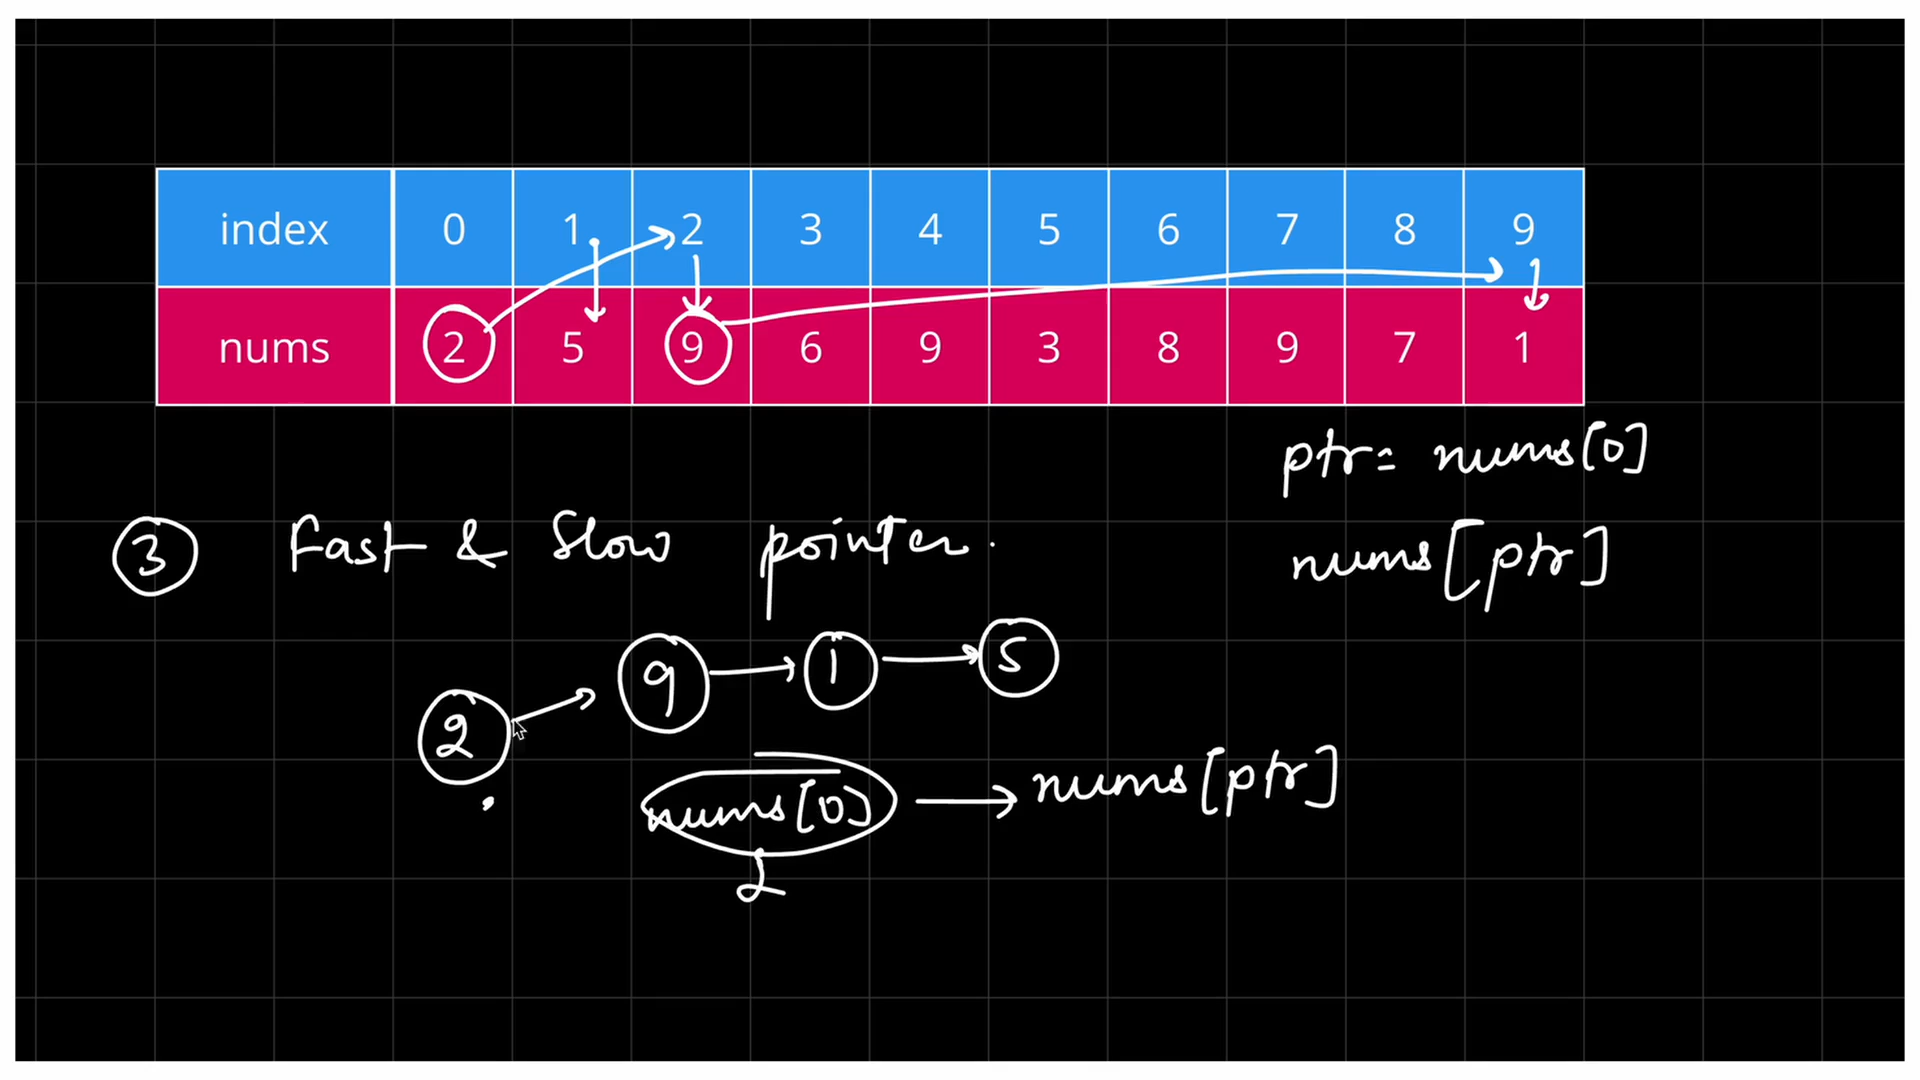 index 0 1 2 3 4 5 6 7 8 9
nums 2 5 9 6 9 3 8 9 7 1
ptr= nums[0]
3 Fast & Slow pointer.
nums[ptr]
2 9 1 5
nums[0] nums[ptr]
2